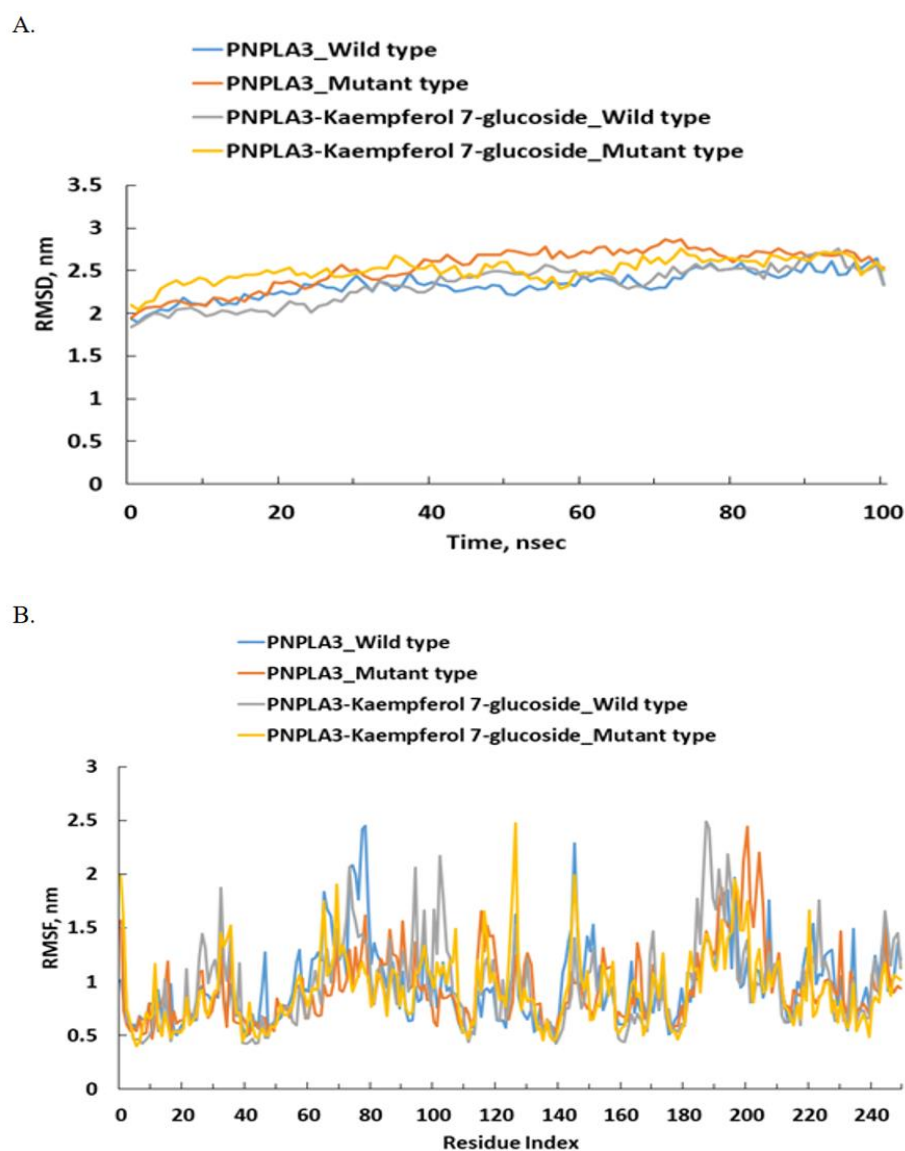 A.
PNPLA3_Wild type
PNPLA3_Mutant type
PNPLA3-Kaempferol 7-glucoside_Wild type
PNPLA3-Kaempferol 7-glucoside_Mutant type
3.5
3
2.5
2
1.5
1
0.5
0
RMSD, nm
0 20 40 60 80 100
Time, nsec
B.
PNPLA3_Wild type
PNPLA3_Mutant type
PNPLA3-Kaempferol 7-glucoside_Wild type
PNPLA3-Kaempferol 7-glucoside_Mutant type
3
2.5
2
1.5
1
0.5
0
RMSF, nm
0 20 40 60 80 100 120 140 160 180 200 220 240
Residue Index